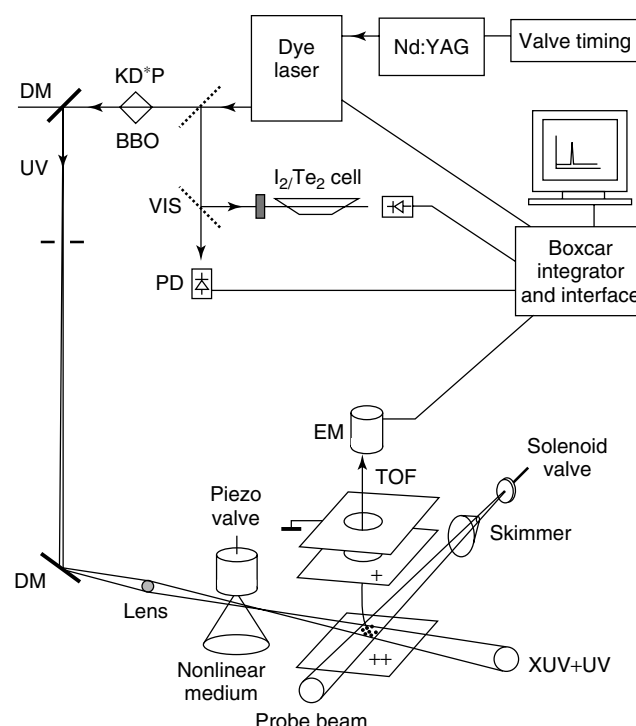 Dye
laser
Nd:YAG
Valve timing
DM
KD*P
BBO
UV
VIS
I2/Te2 cell
PD
Boxcar
integrator
and interface
EM
TOF
Solenoid
valve
Skimmer
Piezo
valve
+
DM
Lens
Nonlinear
medium
++
XUV+UV
Probe beam